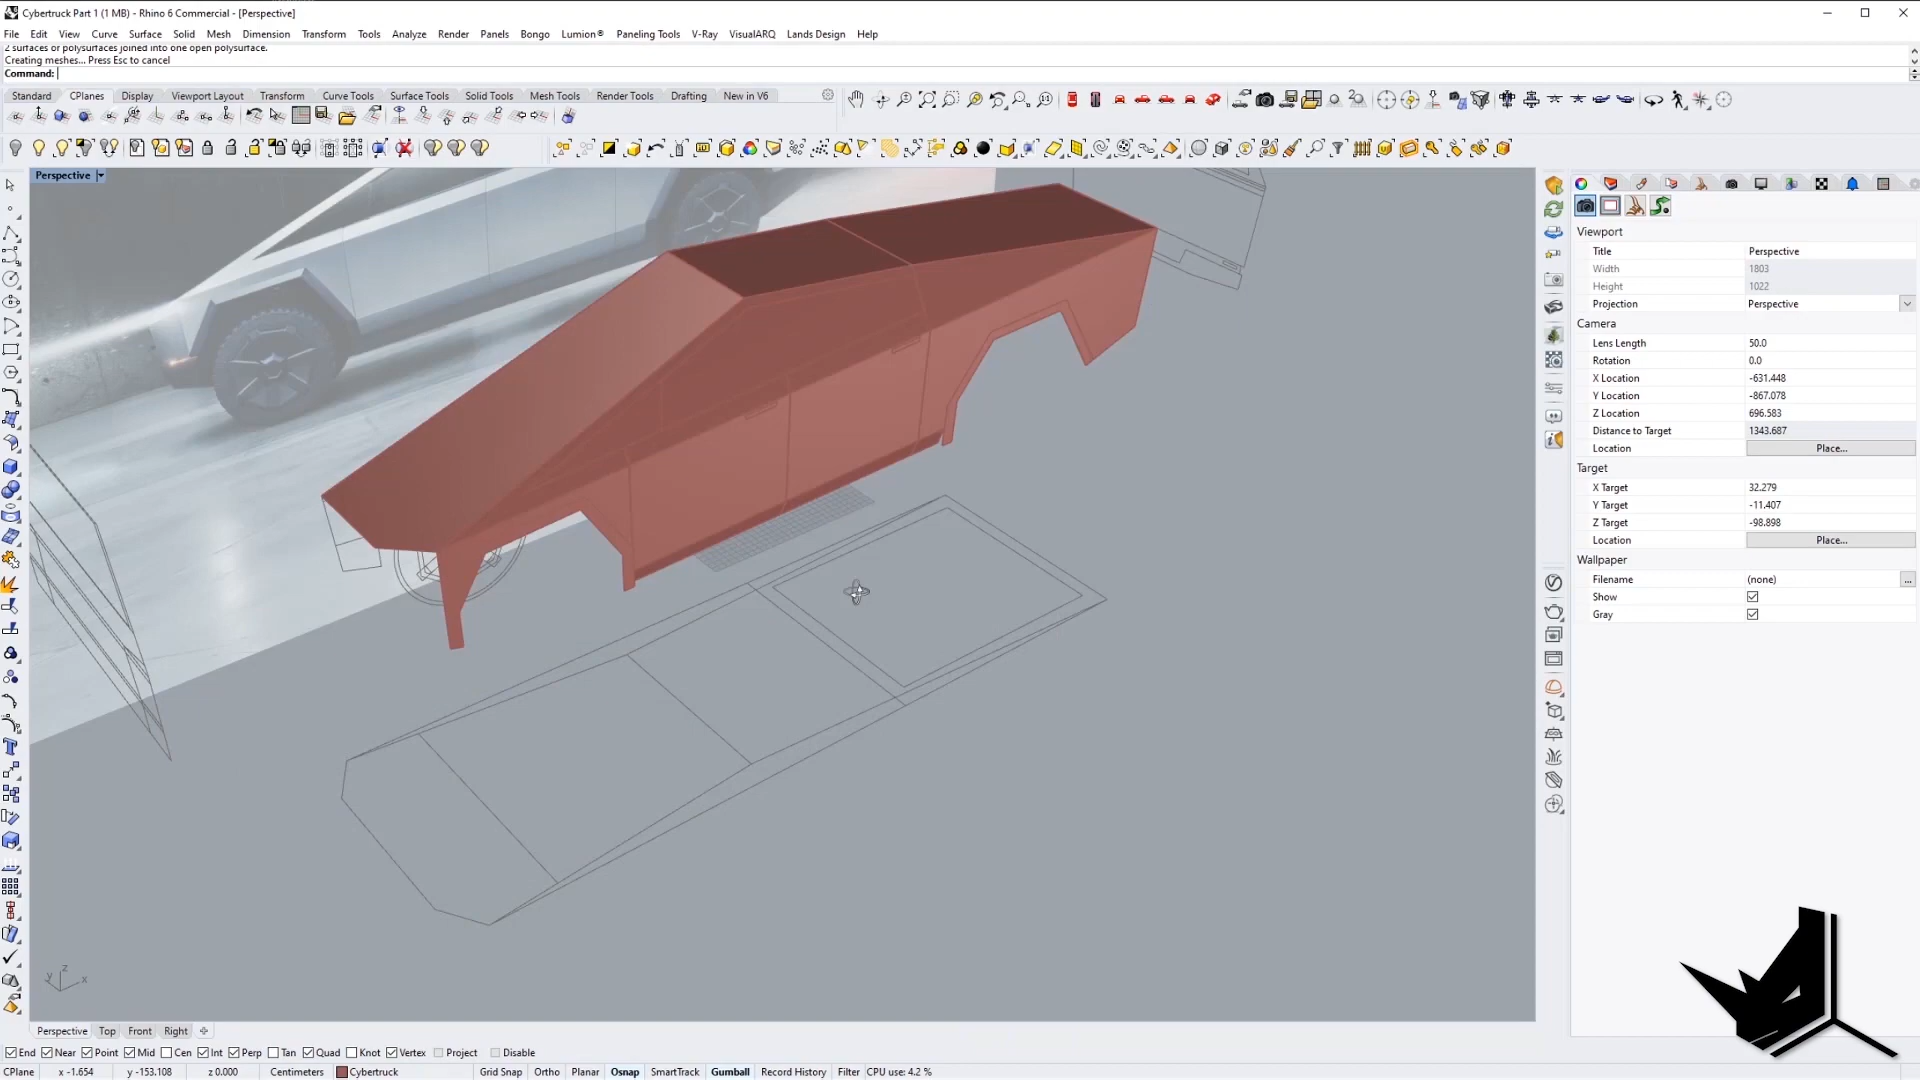 Cybertruck Part 1 (1 MB) - Rhino 6 Commercial - [Perspective]
File Edit View Curve Surface Solid Mesh Dimension Transform Tools Analyze Render Panels Bongo Lumion® Paneling Tools V-Ray VisualARQ Lands Design Help
2 surfaces or polysurfaces joined into one open polysurface.
Creating meshes... Press Esc to cancel
Command:
Standard CPlanes Display Viewport Layout Transform Curve Tools Surface Tools Solid Tools Mesh Tools Render Tools Drafting New in V6
Perspective
Viewport
Title Perspective
Width 1803
Height 1022
Projection Perspective
Camera
Lens Length 50.0
Rotation 0.0
X Location -631.448
Y Location -867.078
Z Location 696.583
Distance to Target 1343.687
Location Place...
Target
X Target 32.279
Y Target -11.407
Z Target -98.898
Location Place...
Wallpaper
Filename (none) ...
Show
Gray
z
y x
Perspective Top Front Right
End Near Point Mid Cen Int Perp Tan Quad Knot Vertex Project Disable
CPlane x -1.654 y -153.108 z 0.000 Centimeters Cybertruck Grid Snap Ortho Planar Osnap SmartTrack Gumball Record History Filter CPU use: 4.2 %